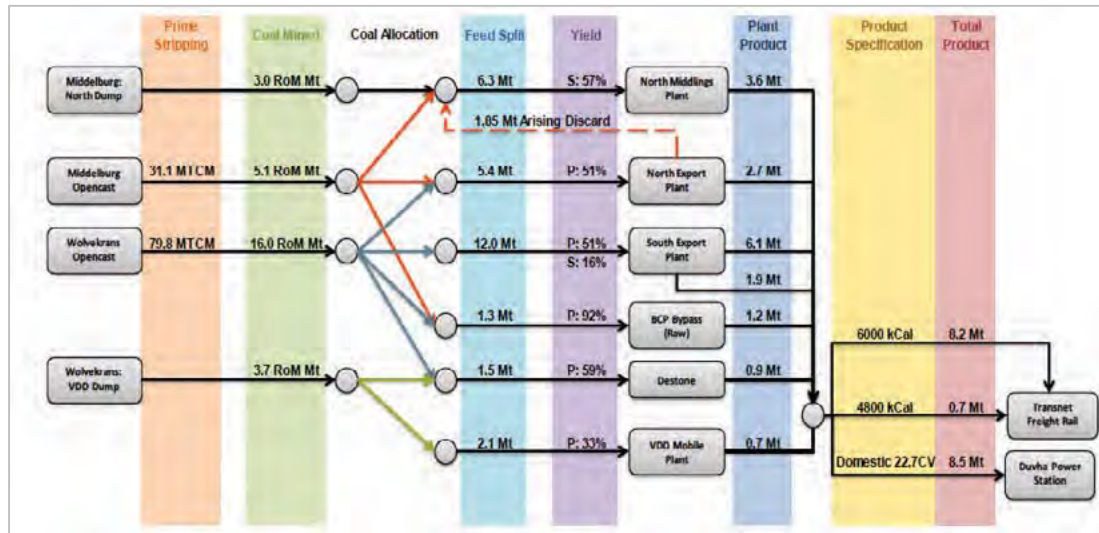 Prime
Stripping
Coal Mined
Coal Allocation
Feed Split
Yield
Plant
Product
Product
Specification
Total
Product
Middelburg:
North Dump
3.0 RoM Mt
6.3 Mt
S: 57%
North Middlings
Plant
3.6 Mt
1.05 Mt Arising Discard
Middelburg
Opencast
31.1 MTCM
5.1 RoM Mt
5.4 Mt
P: 51%
North Export
Plant
2.7 Mt
Wolvekrans
Opencast
79.8 MTCM
16.0 RoM Mt
12.0 Mt
P: 51%
S: 16%
South Export
Plant
6.1 Mt
1.9 Mt
1.3 Mt
P: 92%
BCP Bypass
(Raw)
1.2 Mt
6000 kCal
8.2 Mt
Wolvekrans:
VDD Dump
3.7 RoM Mt
1.5 Mt
P: 59%
Destone
0.9 Mt
4800 kCal
0.7 Mt
Transnet
Freight Rail
2.1 Mt
P: 33%
VDD Mobile
Plant
0.7 Mt
Domestic 22.7CV
8.5 Mt
Duvha Power
Station